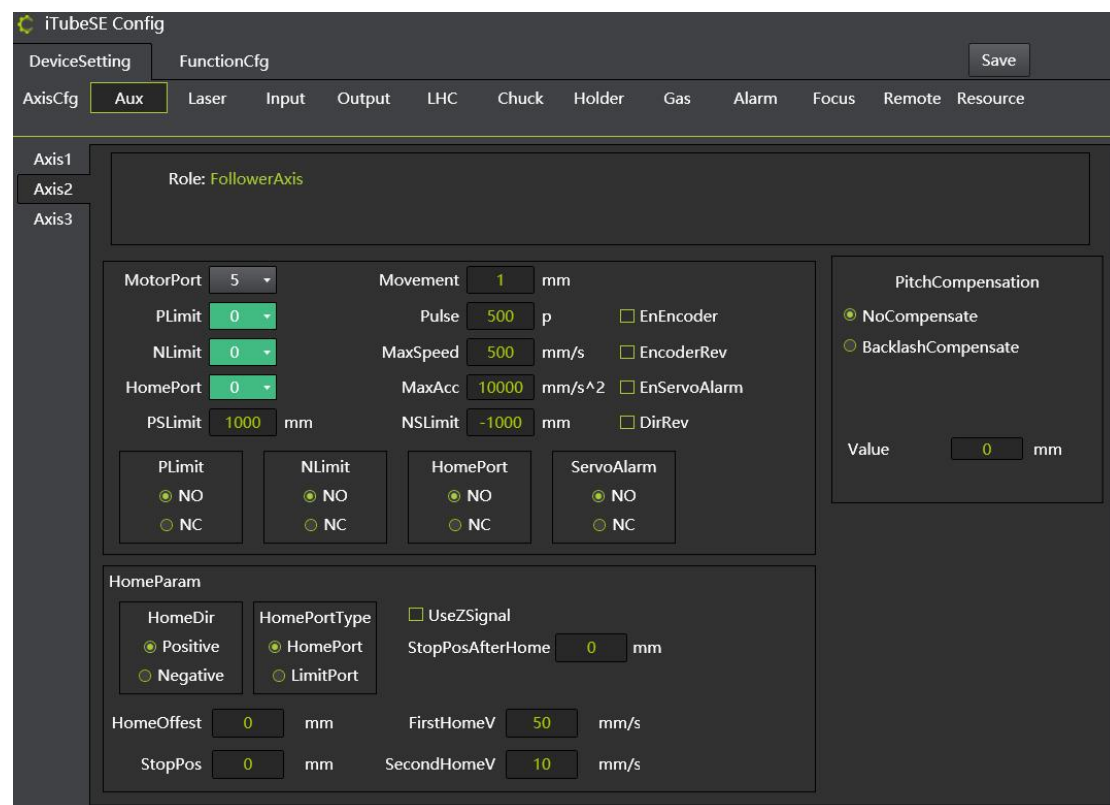 iTubeSE Config
DeviceSetting FunctionCfg Save
AxisCfg Aux Laser Input Output LHC Chuck Holder Gas Alarm Focus Remote Resource
Axis1
Axis2
Axis3
Role: FollowerAxis
MotorPort 5 Movement 1 mm
PLimit 0 Pulse 500 p EnEncoder
NLimit 0 MaxSpeed 500 mm/s EncoderRev
HomePort 0 MaxAcc 10000 mm/s^2 EnServoAlarm
PSLimit 1000 mm NSLimit -1000 mm DirRev
PLimit NLimit HomePort ServoAlarm
NO NO NO NO
NC NC NC NC
PitchCompensation
NoCompensate
BacklashCompensate
Value 0 mm
HomeParam
HomeDir HomePortType UseZSignal
Positive HomePort StopPosAfterHome 0 mm
Negative LimitPort
HomeOffest 0 mm FirstHomeV 50 mm/s
StopPos 0 mm SecondHomeV 10 mm/s